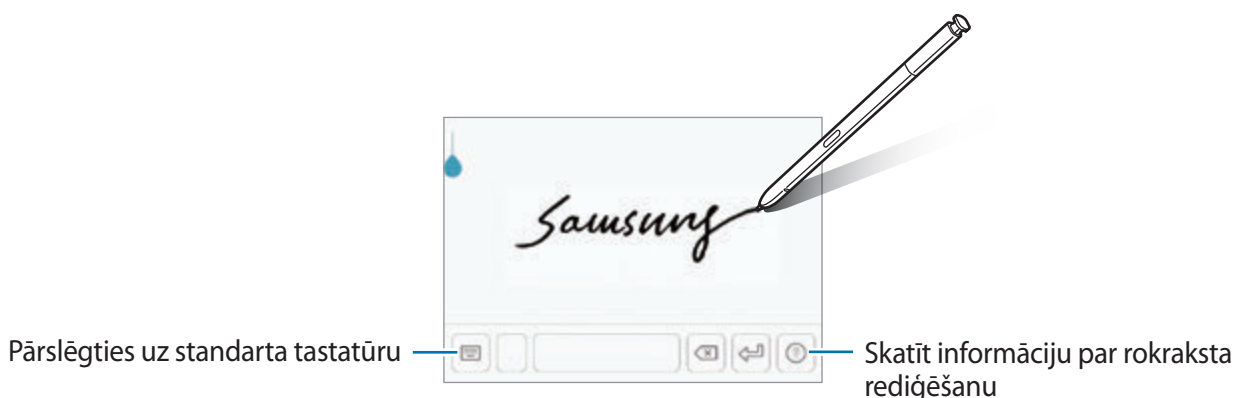 Samsung
Pārslēgties uz standarta tastatūru
Skatīt informāciju par rokraksta
rediģēšanu